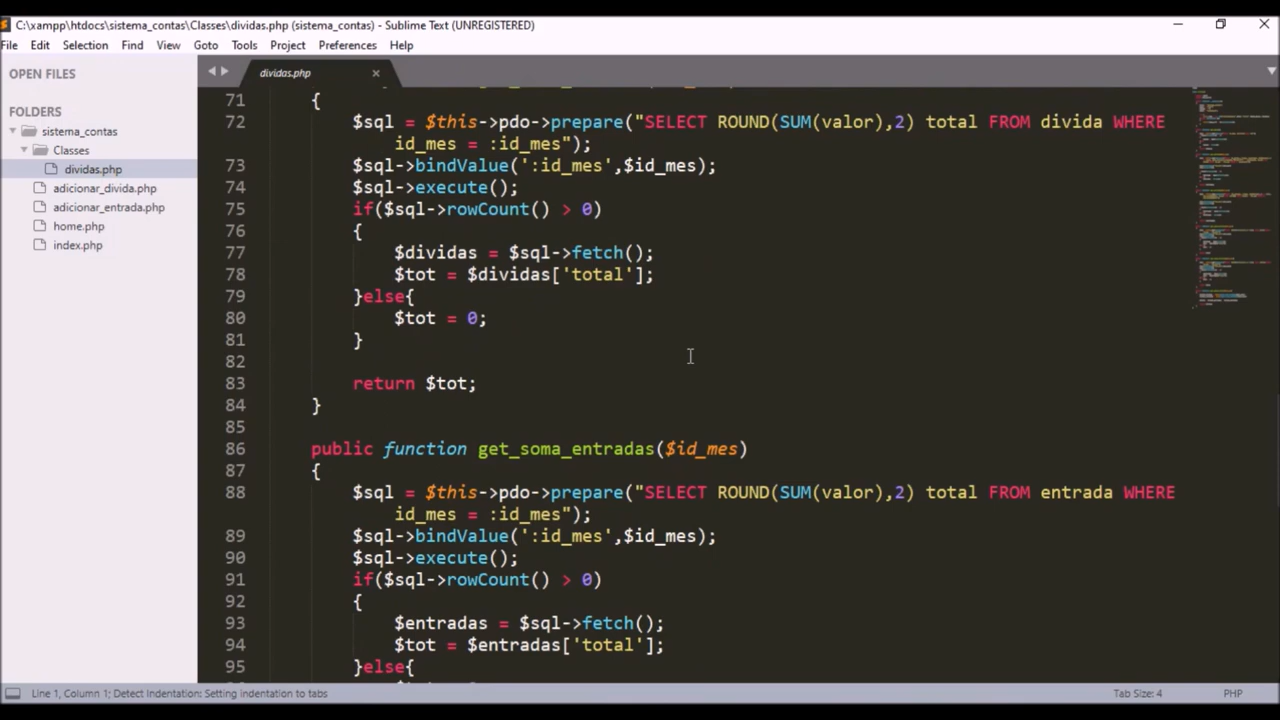 C:\xampp\htdocs\sistema_contas\Classes\dividas.php (sistema_contas) - Sublime Text (UNREGISTERED)
File Edit Selection Find View Goto Tools Project Preferences Help
OPEN FILES
FOLDERS
sistema_contas
Classes
dividas.php
adicionar_divida.php
adicionar_entrada.php
home.php
index.php
dividas.php
71 {
72 $sql = $this->pdo->prepare("SELECT ROUND(SUM(valor),2) total FROM divida WHERE
id_mes = :id_mes");
73 $sql->bindValue(':id_mes',$id_mes);
74 $sql->execute();
75 if($sql->rowCount() > 0)
76 {
77 $dividas = $sql->fetch();
78 $tot = $dividas['total'];
79 }else{
80 $tot = 0;
81 }
82
83 return $tot;
84 }
85
86 public function get_soma_entradas($id_mes)
87 {
88 $sql = $this->pdo->prepare("SELECT ROUND(SUM(valor),2) total FROM entrada WHERE
id_mes = :id_mes");
89 $sql->bindValue(':id_mes',$id_mes);
90 $sql->execute();
91 if($sql->rowCount() > 0)
92 {
93 $entradas = $sql->fetch();
94 $tot = $entradas['total'];
95 }else{
Line 1, Column 1; Detect Indentation: Setting indentation to tabs
Tab Size: 4
PHP